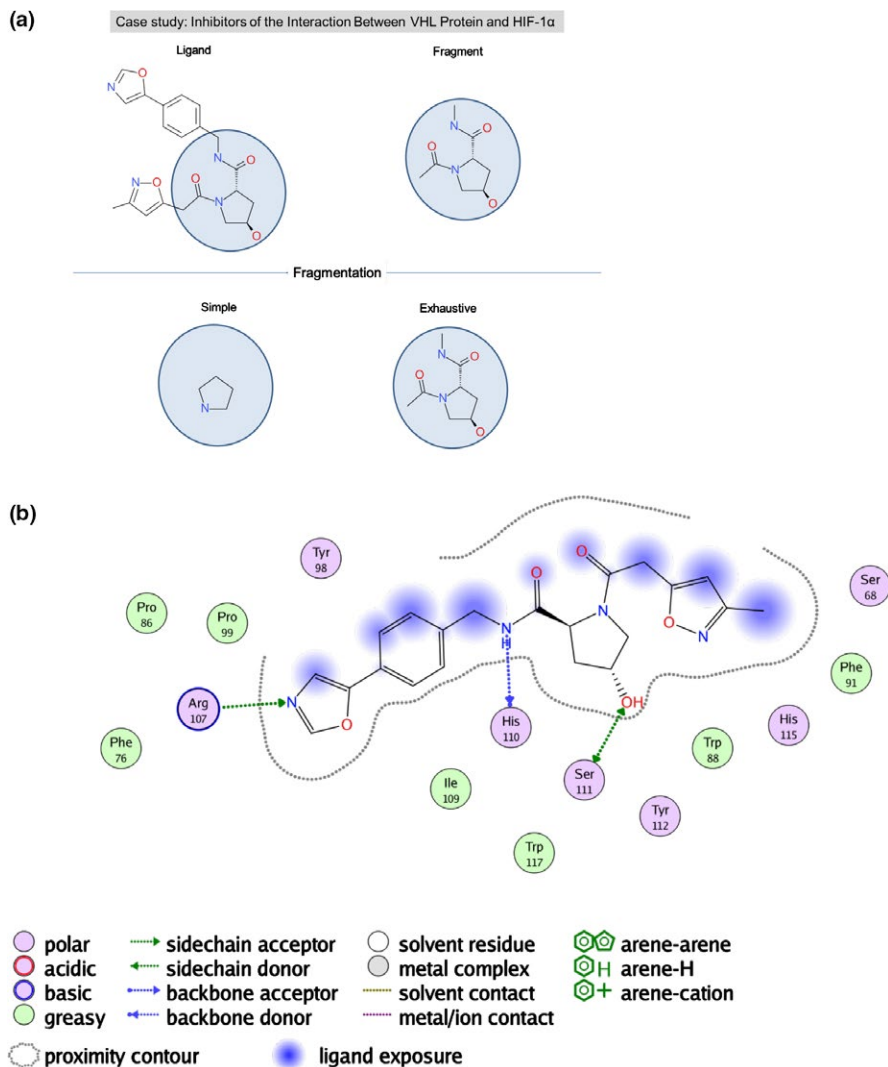 (a)
Case study: Inhibitors of the Interaction Between VHL Protein and HIF-1α
Ligand
Fragment
N
O
N
H
O
N
O
O
N
O
N
H
O
O
N
O
Fragmentation
Simple
Exhaustive
N
N
H
O
O
N
O
(b)
Tyr
98
Pro
86
Pro
99
Arg
107
Phe
76
N
O
N
H
O
O
N
O
N
OH
His
110
Ser
111
Ile
109
Trp
117
Tyr
112
Trp
88
His
115
Phe
91
Ser
68
polar
acidic
basic
greasy
proximity contour
sidechain acceptor
sidechain donor
backbone acceptor
backbone donor
ligand exposure
solvent residue
metal complex
solvent contact
metal/ion contact
arene-arene
H arene-H
+ arene-cation